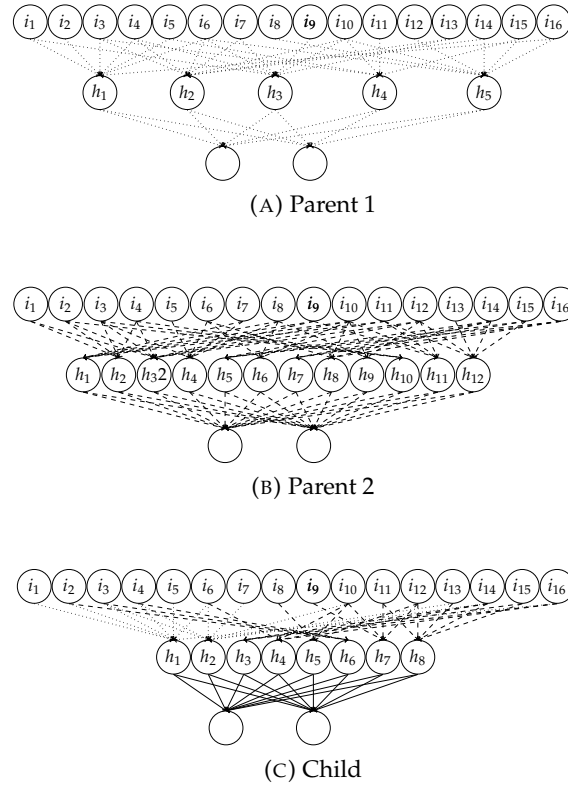 i1 i2 i3 i4 i5 i6 i7 i8 i9 i10 i11 i12 i13 i14 i15 i16
h1 h2 h3 h4 h5
(A) Parent 1
i1 i2 i3 i4 i5 i6 i7 i8 i9 i10 i11 i12 i13 i14 i15 i16
h1 h2 h32 h4 h5 h6 h7 h8 h9 h10 h11 h12
(B) Parent 2
i1 i2 i3 i4 i5 i6 i7 i8 i9 i10 i11 i12 i13 i14 i15 i16
h1 h2 h3 h4 h5 h6 h7 h8
(C) Child